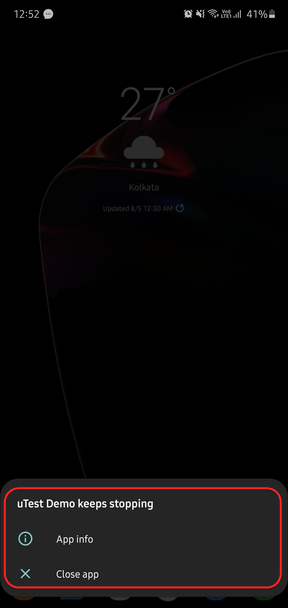 12:52
41%
27°
Kolkata
Updated 8/5 12:30 AM
uTest Demo keeps stopping
App info
Close app